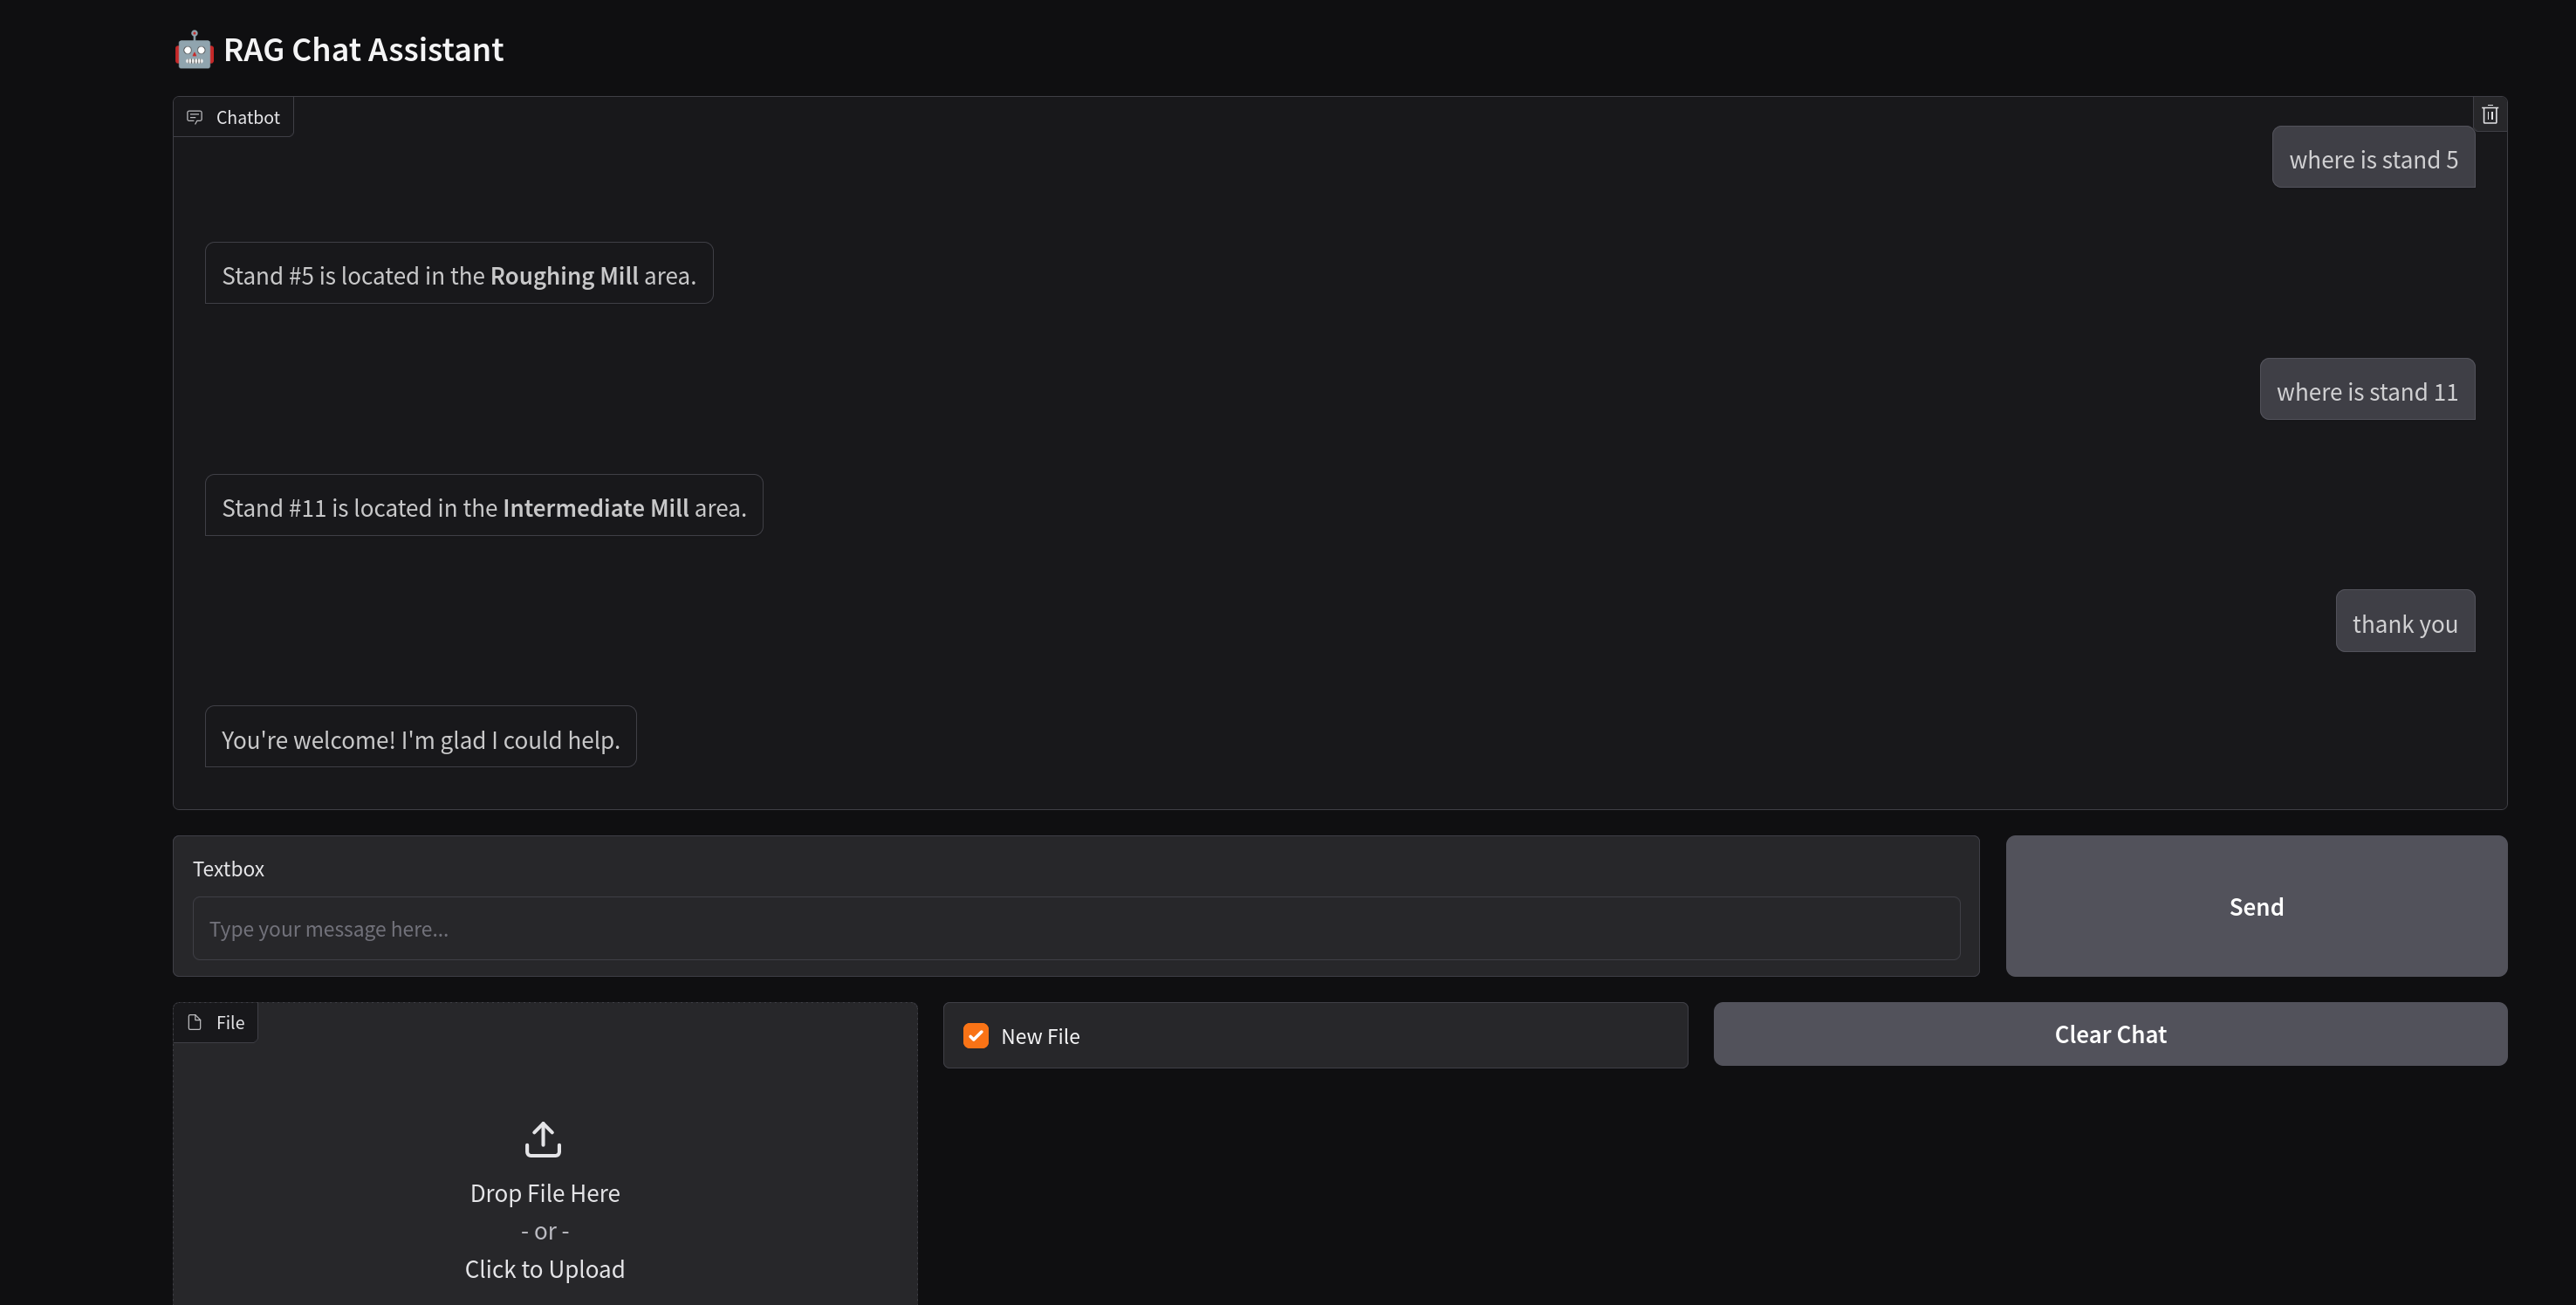 🤖 RAG Chat Assistant
Chatbot
where is stand 5
Stand #5 is located in the Roughing Mill area.
where is stand 11
Stand #11 is located in the Intermediate Mill area.
thank you
You're welcome! I'm glad I could help.
Textbox
Type your message here...
Send
File
New File
Clear Chat
Drop File Here
- or -
Click to Upload